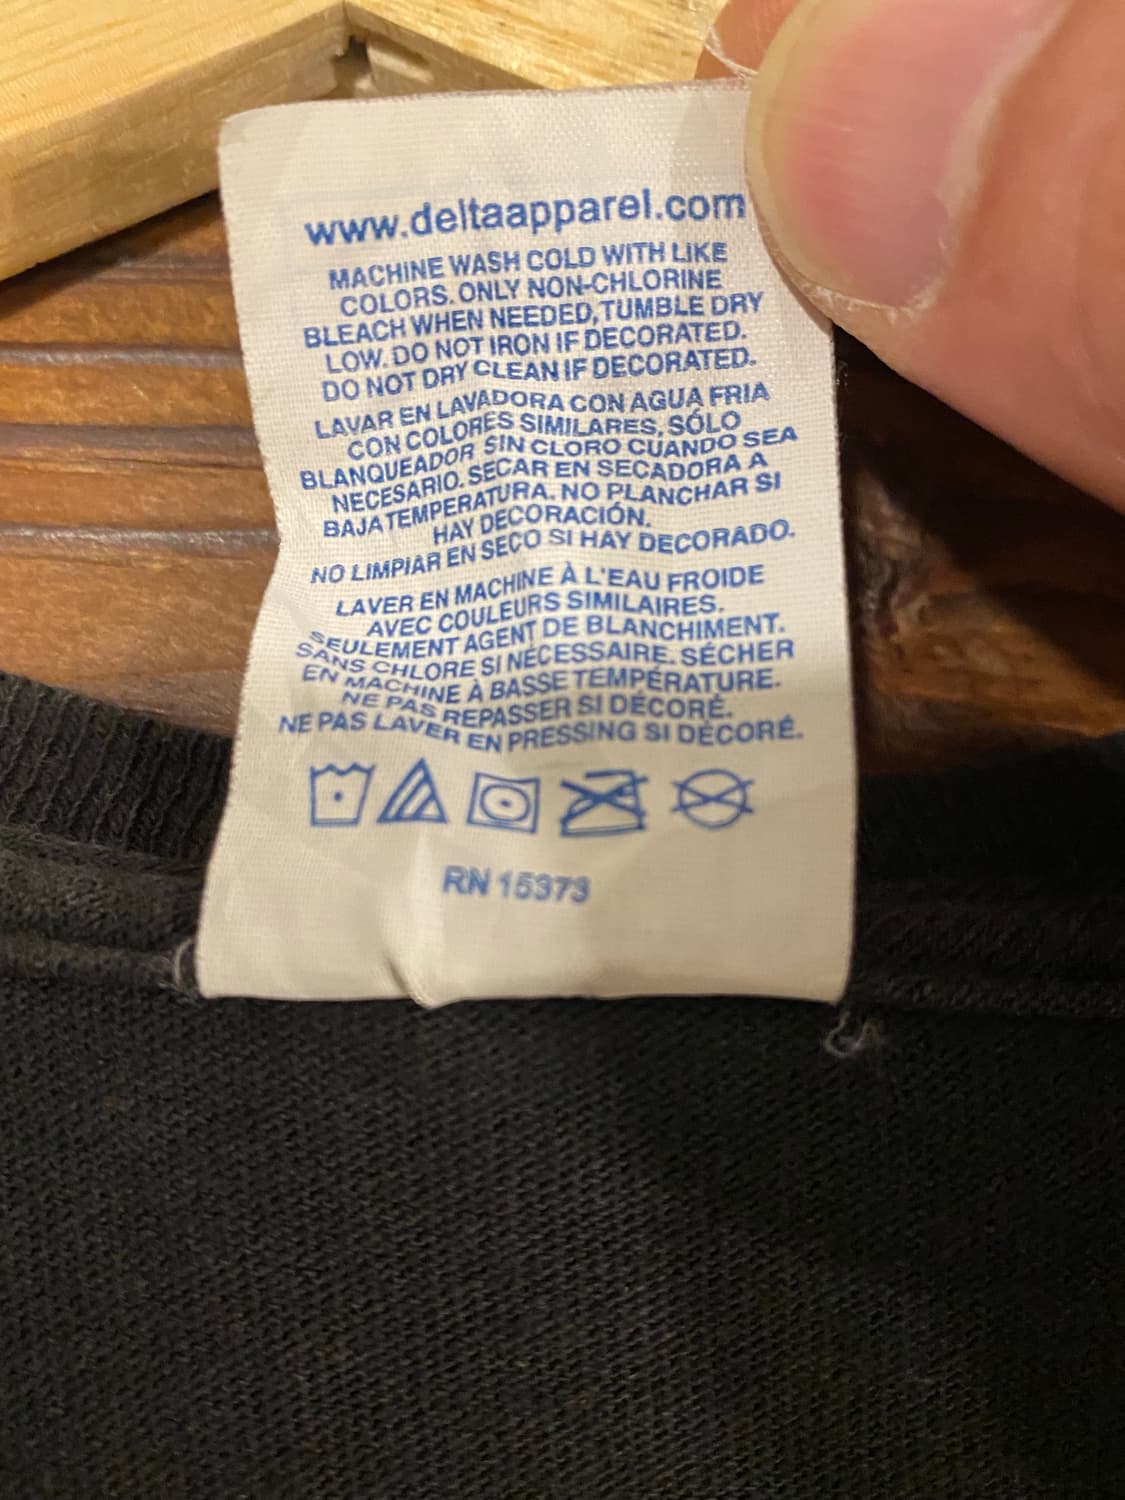 www.deltaapparel.com
MACHINE WASH COLD WITH LIKE
COLORS. ONLY NON-CHLORINE
BLEACH WHEN NEEDED, TUMBLE DRY
LOW. DO NOT IRON IF DECORATED.
DO NOT DRY CLEAN IF DECORATED.
LAVAR EN LAVADORA CON AGUA FRIA
CON COLORES SIMILARES, SÓLO
BLANQUEADOR SIN CLORO CUANDO SEA
NECESARIO. SECAR EN SECADORA A
BAJA TEMPERATURA. NO PLANCHAR SI
HAY DECORACIÓN.
NO LIMPIAR EN SECO SI HAY DECORADO.
LAVER EN MACHINE À L'EAU FROIDE
AVEC COULEURS SIMILAIRES.
SEULEMENT AGENT DE BLANCHIMENT.
SANS CHLORE SI NÉCESSAIRE. SÉCHER
EN MACHINE À BASSE TEMPÉRATURE.
NE PAS REPASSER SI DÉCORÉ.
NE PAS LAVER EN PRESSING SI DÉCORÉ.
RN 15373